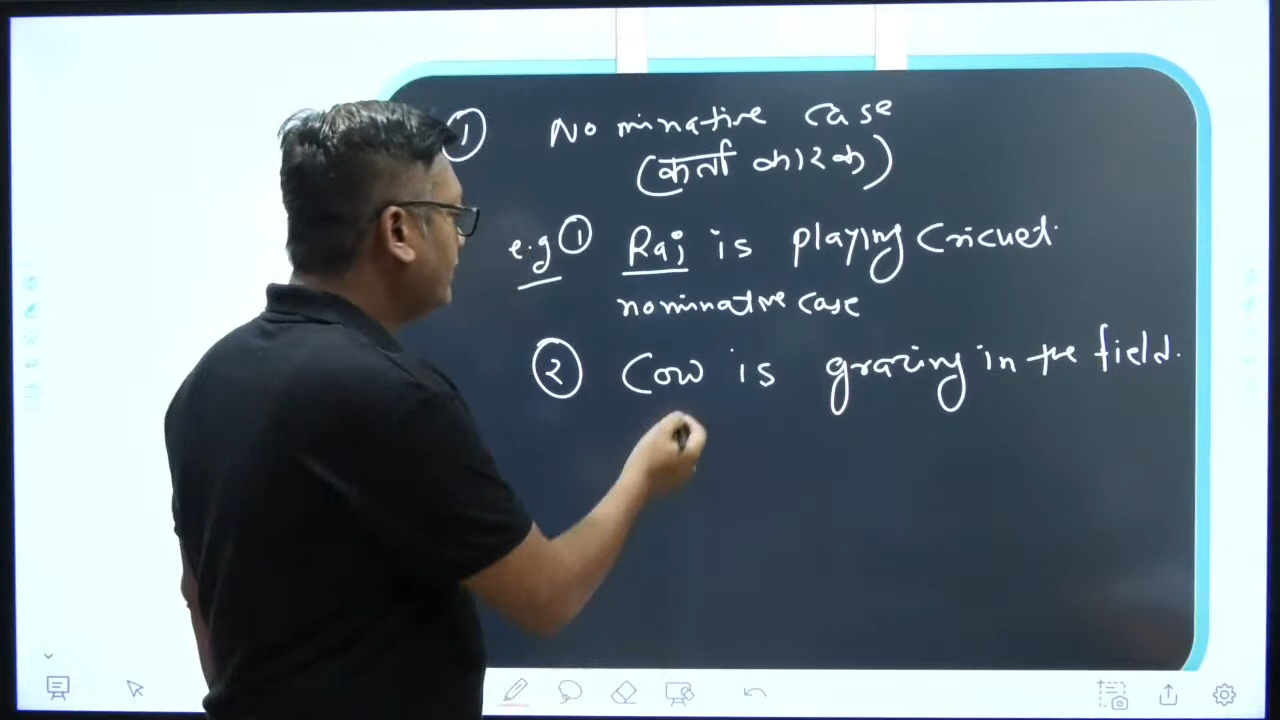 ① Nominative case
(कर्ता कारक)
e.g ① Raj is playing Cricket.
nominative case
② Cow is grazing in the field.